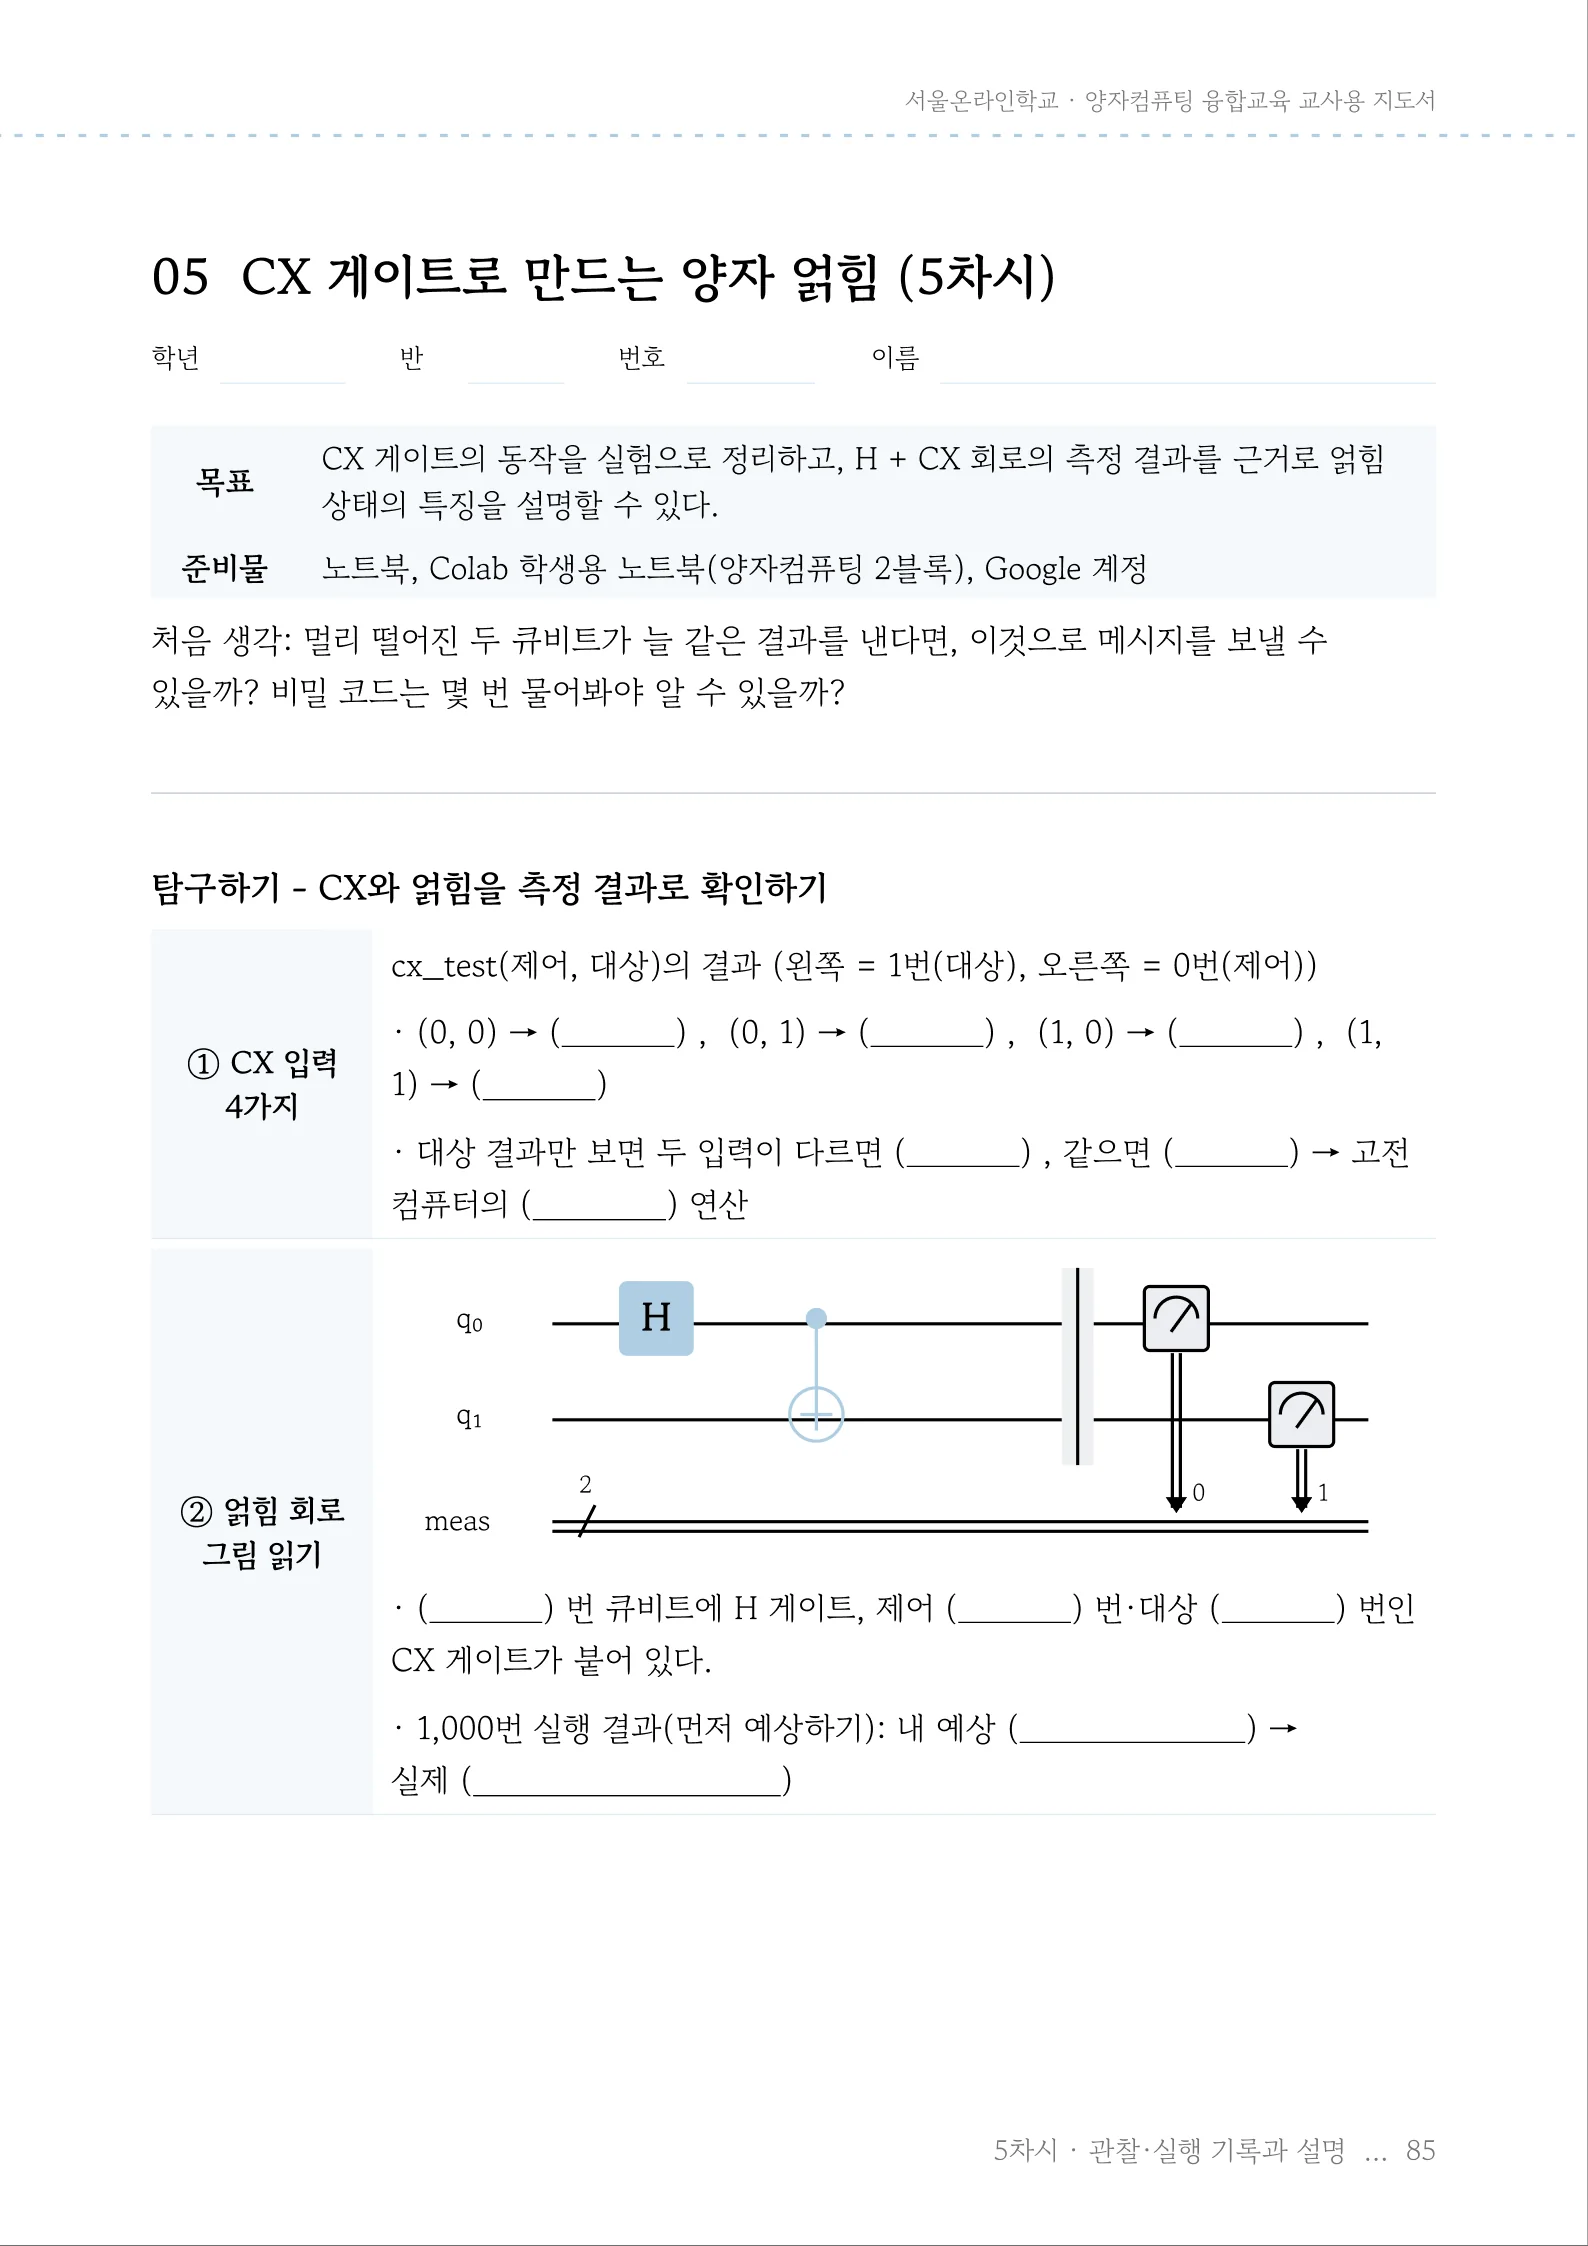 서울온라인학교 · 양자컴퓨팅 융합교육 교사용 지도서
05 CX 게이트로 만드는 양자 얽힘 (5차시)
학년 반 번호 이름
목표
CX 게이트의 동작을 실험으로 정리하고, H + CX 회로의 측정 결과를 근거로 얽힘
상태의 특징을 설명할 수 있다.
준비물
노트북, Colab 학생용 노트북(양자컴퓨팅 2블록), Google 계정
처음 생각: 멀리 떨어진 두 큐비트가 늘 같은 결과를 낸다면, 이것으로 메시지를 보낼 수
있을까? 비밀 코드는 몇 번 물어봐야 알 수 있을까?
탐구하기 – CX와 얽힘을 측정 결과로 확인하기
① CX 입력
4가지
cx_test(제어, 대상)의 결과 (왼쪽 = 1번(대상), 오른쪽 = 0번(제어))
· (0, 0) → (_______) , (0, 1) → (_______) , (1, 0) → (_______) , (1,
1) → (_______)
· 대상 결과만 보면 두 입력이 다르면 (_______) , 같으면 (_______) → 고전
컴퓨터의 (________) 연산
② 얽힘 회로
그림 읽기
q₀
H
q₁
2
0
1
meas
· (_______) 번 큐비트에 H 게이트, 제어 (_______) 번·대상 (_______) 번인
CX 게이트가 붙어 있다.
· 1,000번 실행 결과(먼저 예상하기): 내 예상 (______________) →
실제 (___________________)
5차시 · 관찰·실행 기록과 설명 ... 85